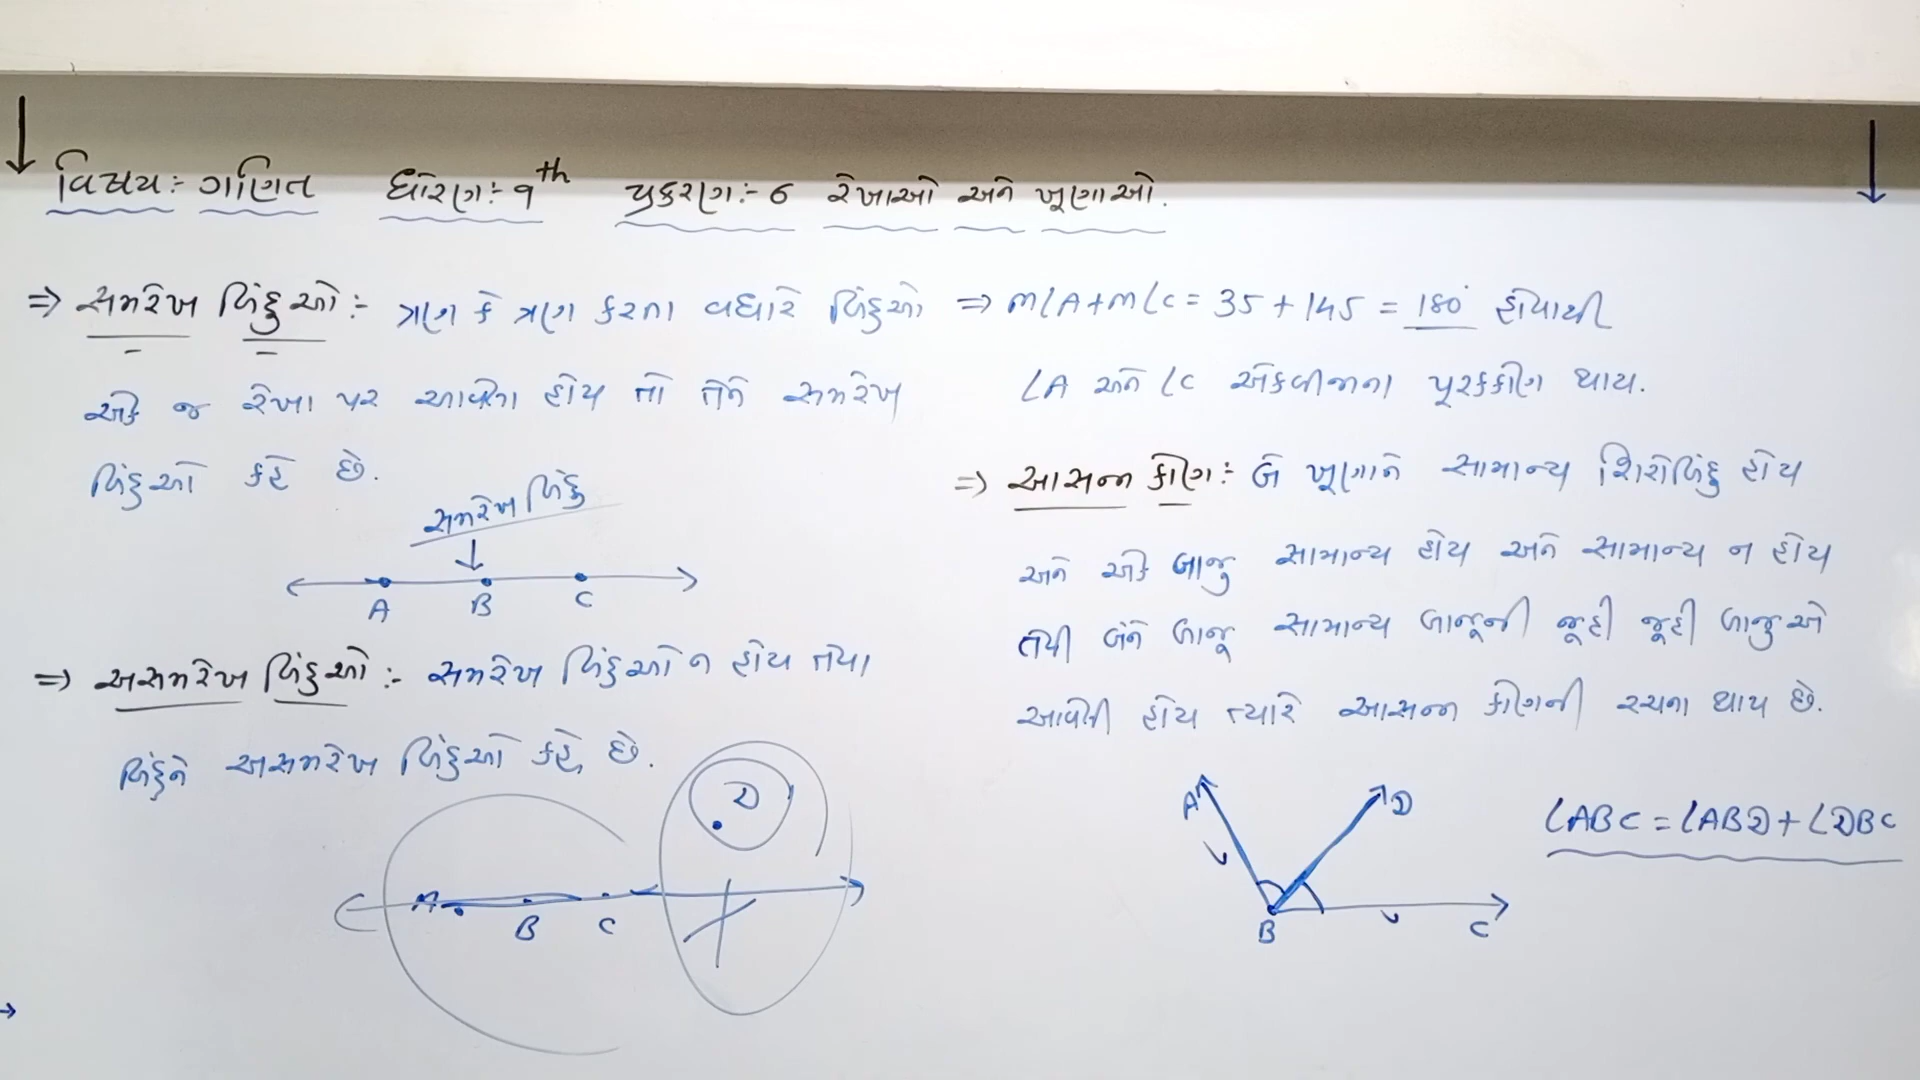 વિષય:- ગણિત ધોરણ:- 9th પ્રકરણ:- 6 રેખાઓ અને ખૂણાઓ.
⇒ સમરેખ બિંદુઓ:- ત્રણ કે ત્રણ કરતા વધારે બિંદુઓ
એક જ રેખા પર આવેલા હોય તો તેને સમરેખ
બિંદુઓ કહે છે.
સમરેખ બિંદુ
A B C
⇒ અસમરેખ બિંદુઓ:- સમરેખ બિંદુઓ ન હોય તેવા
બિંદુને અસમરેખ બિંદુઓ કહે છે.
D
A B C
⇒ m∠A+m∠C = 35 + 145 = 180° હોવાથી
∠A અને ∠C એકબીજાના પૂરકકોણ થાય.
⇒ આસન્ન કોણ:- બે ખૂણાને સામાન્ય શિરોબિંદુ હોય
અને એક બાજુ સામાન્ય હોય અને સામાન્ય ન હોય
તેવી બંને બાજૂ સામાન્ય બાજૂની જૂદી જૂદી બાજુએ
આવેલી હોય ત્યારે આસન્ન કોણની રચના થાય છે.
A D
B C
∠ABC = ∠ABD + ∠DBC